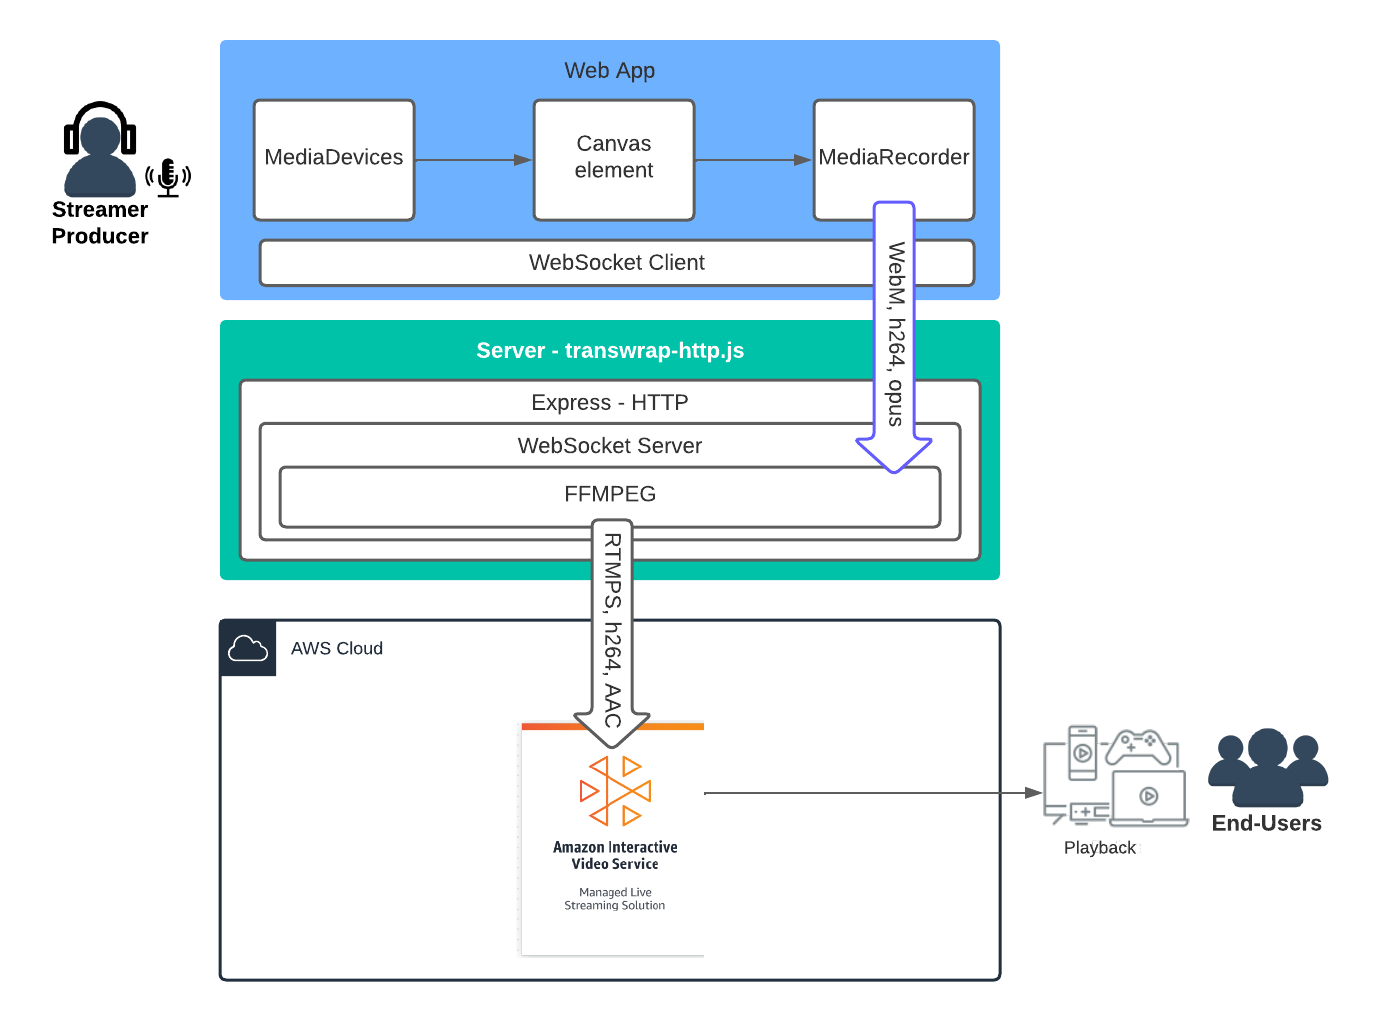 Web App
MediaDevices
Canvas
element
MediaRecorder
Streamer
Producer
WebSocket Client
WebM, h264, opus
Server - transwrap-http.js
Express - HTTP
WebSocket Server
FFMPEG
RTMPS, h264, AAC
AWS Cloud
Amazon Interactive
Video Service
Managed Live
Streaming Solution
End-Users
Playback